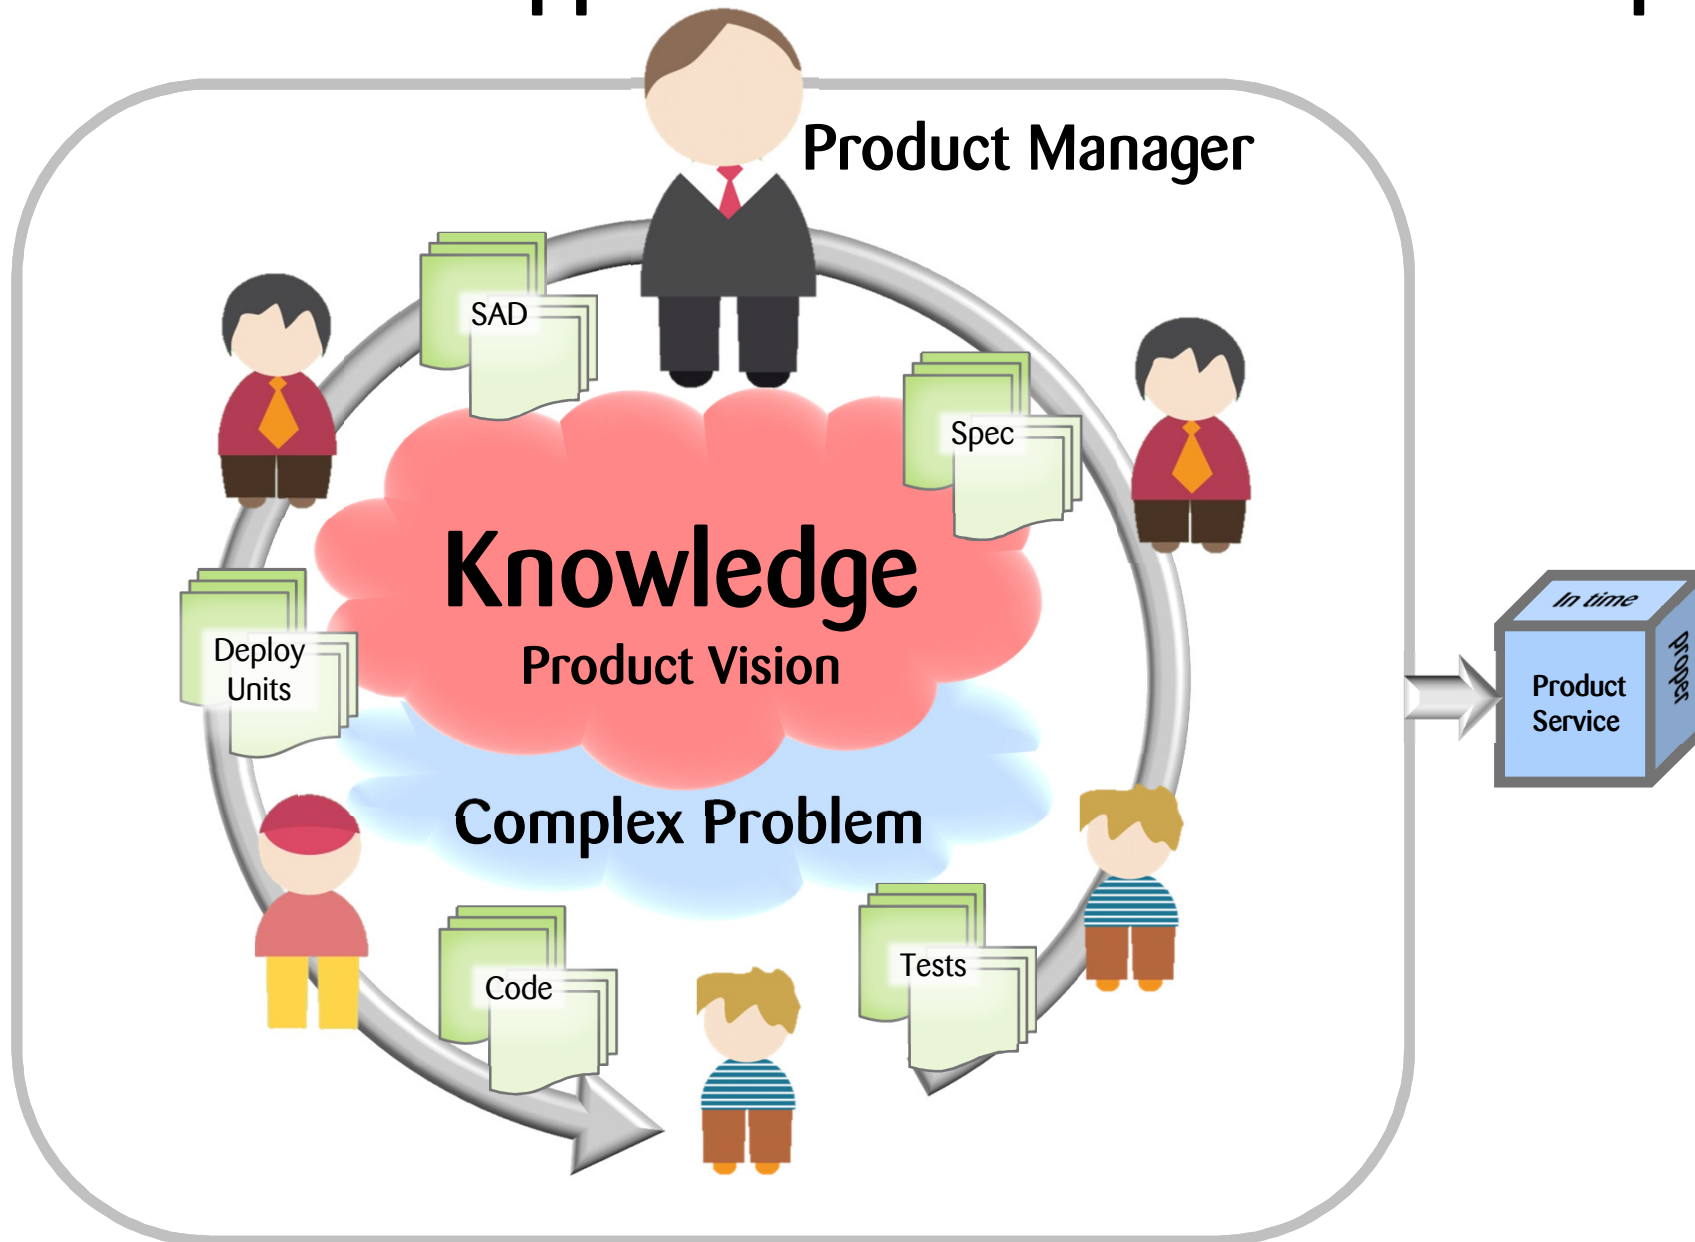 Product Manager
SAD
Spec
Knowledge
Product Vision
Deploy
Units
Complex Problem
Code
Tests
In time
Product
Service
proper